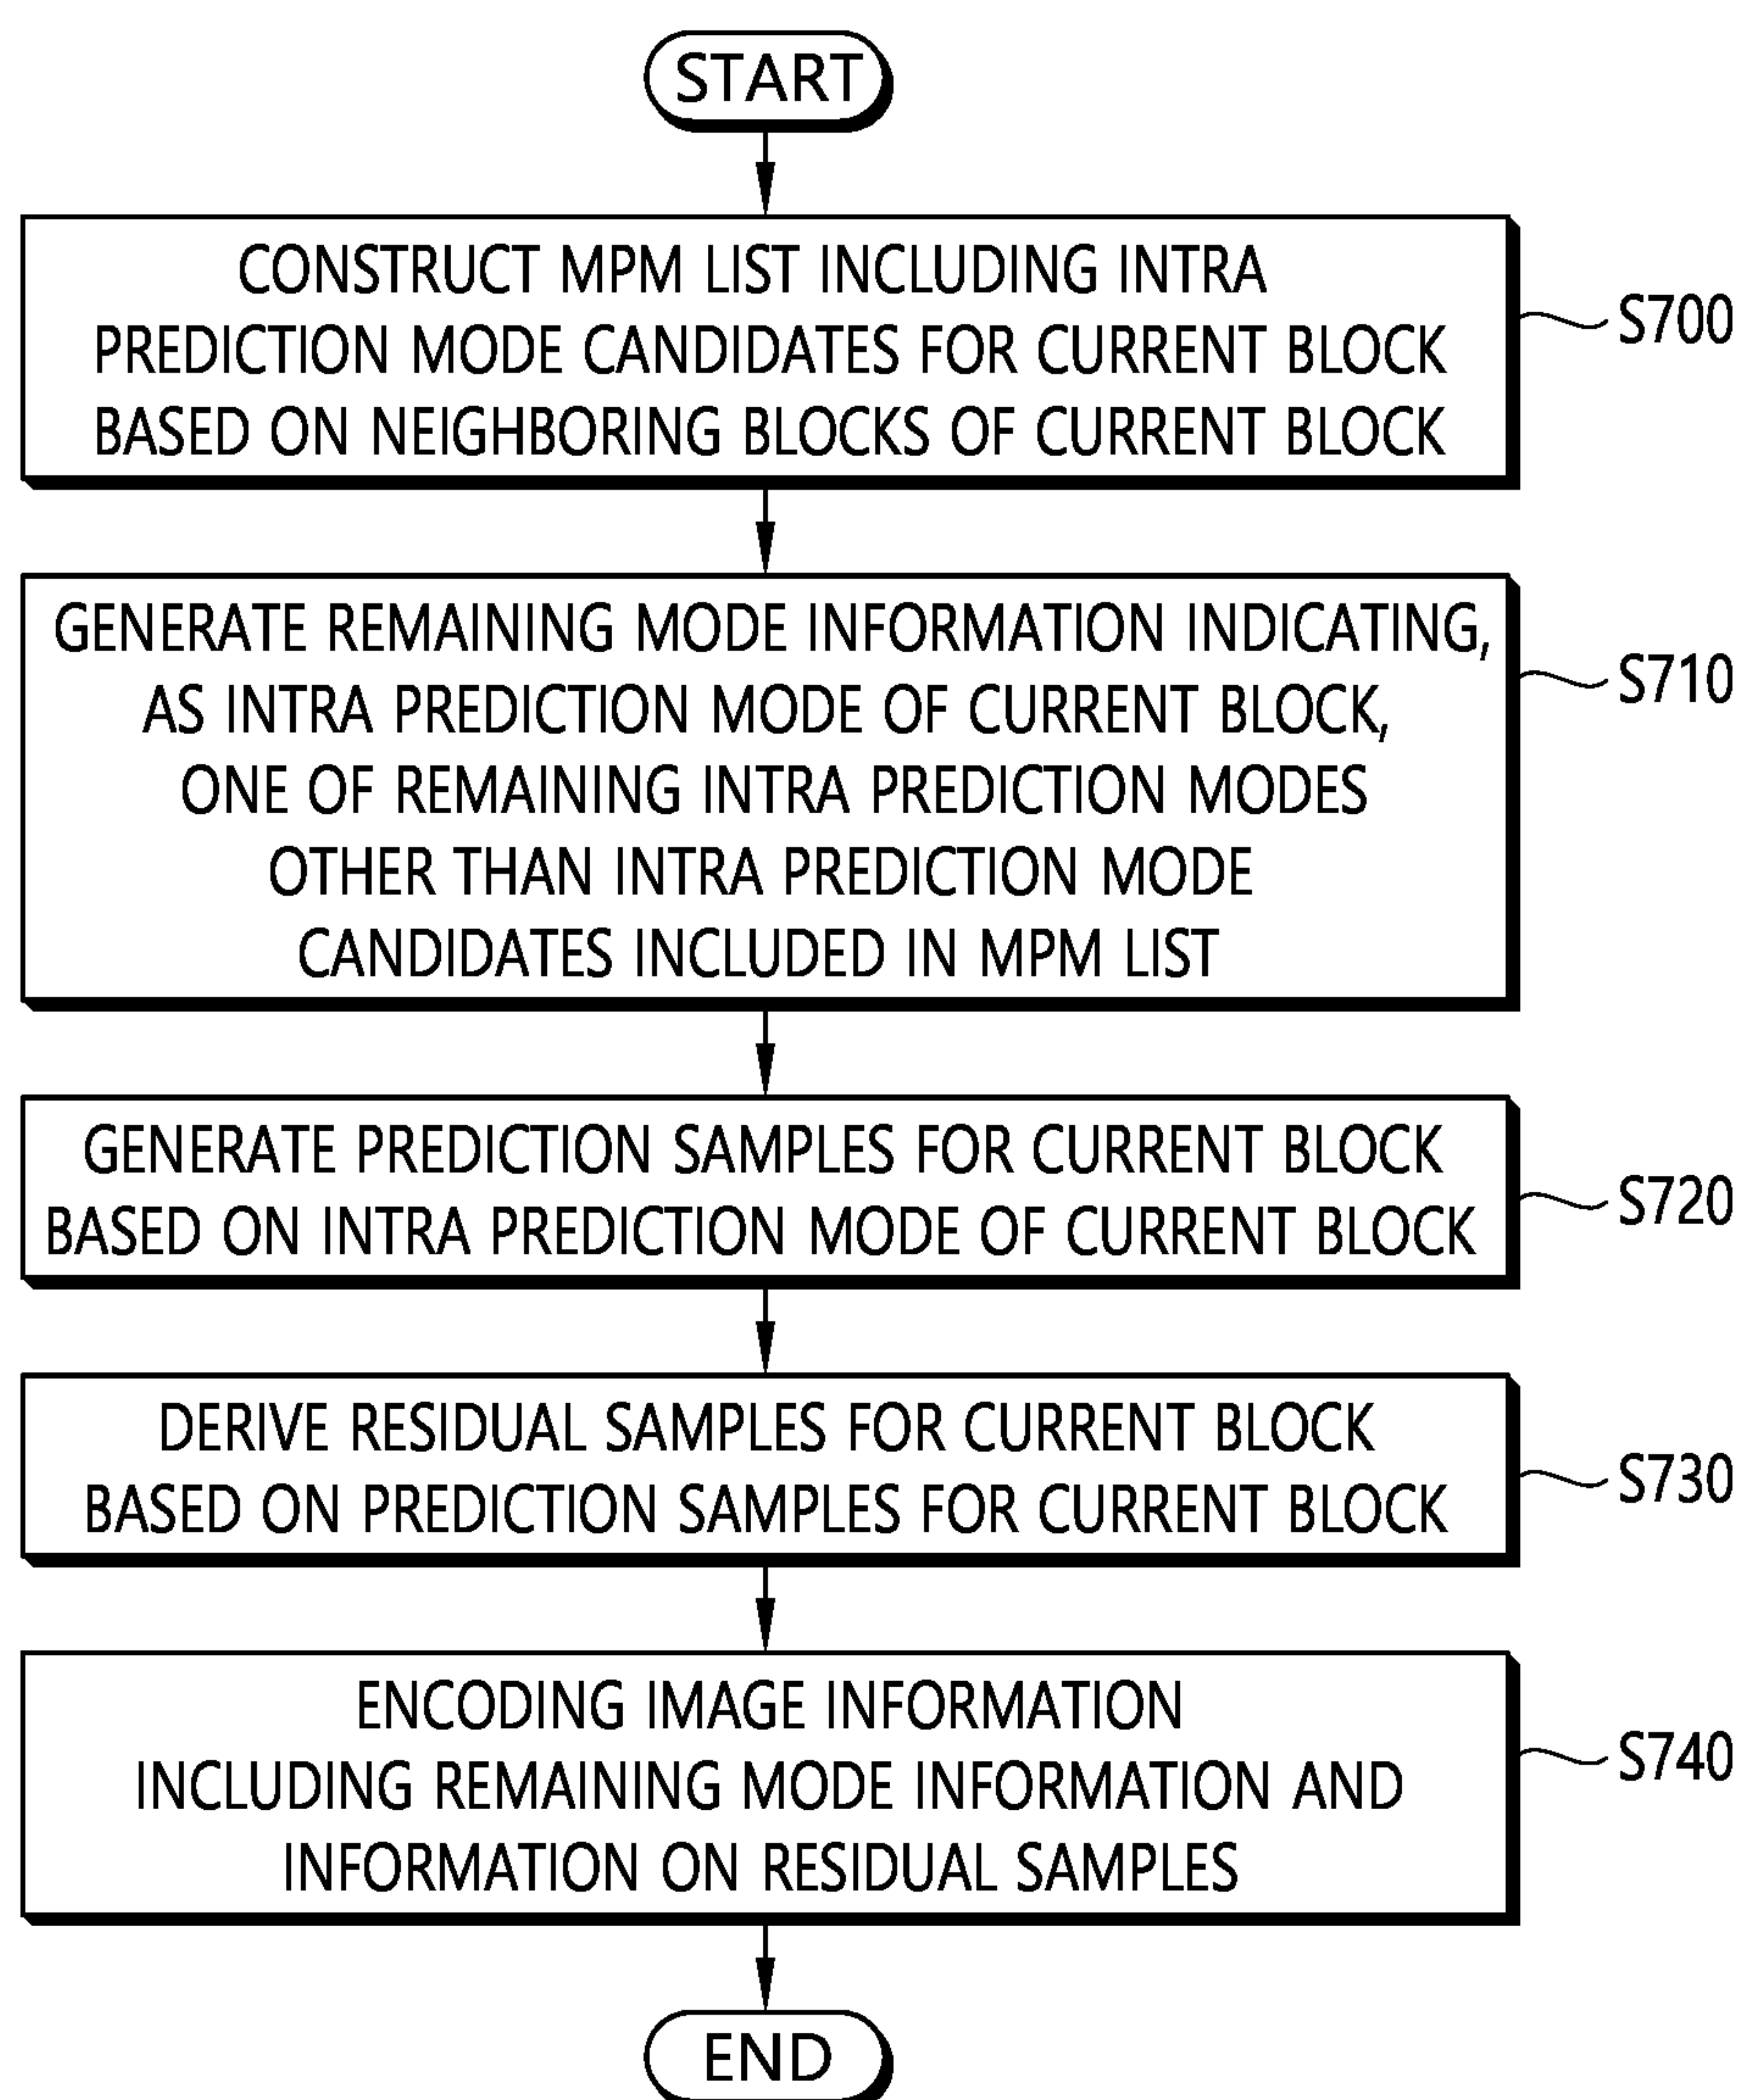 START
CONSTRUCT MPM LIST INCLUDING INTRA
PREDICTION MODE CANDIDATES FOR CURRENT BLOCK
BASED ON NEIGHBORING BLOCKS OF CURRENT BLOCK
S700
GENERATE REMAINING MODE INFORMATION INDICATING,
AS INTRA PREDICTION MODE OF CURRENT BLOCK,
ONE OF REMAINING INTRA PREDICTION MODES
OTHER THAN INTRA PREDICTION MODE
CANDIDATES INCLUDED IN MPM LIST
S710
GENERATE PREDICTION SAMPLES FOR CURRENT BLOCK
BASED ON INTRA PREDICTION MODE OF CURRENT BLOCK
S720
DERIVE RESIDUAL SAMPLES FOR CURRENT BLOCK
BASED ON PREDICTION SAMPLES FOR CURRENT BLOCK
S730
ENCODING IMAGE INFORMATION
INCLUDING REMAINING MODE INFORMATION AND
INFORMATION ON RESIDUAL SAMPLES
S740
END